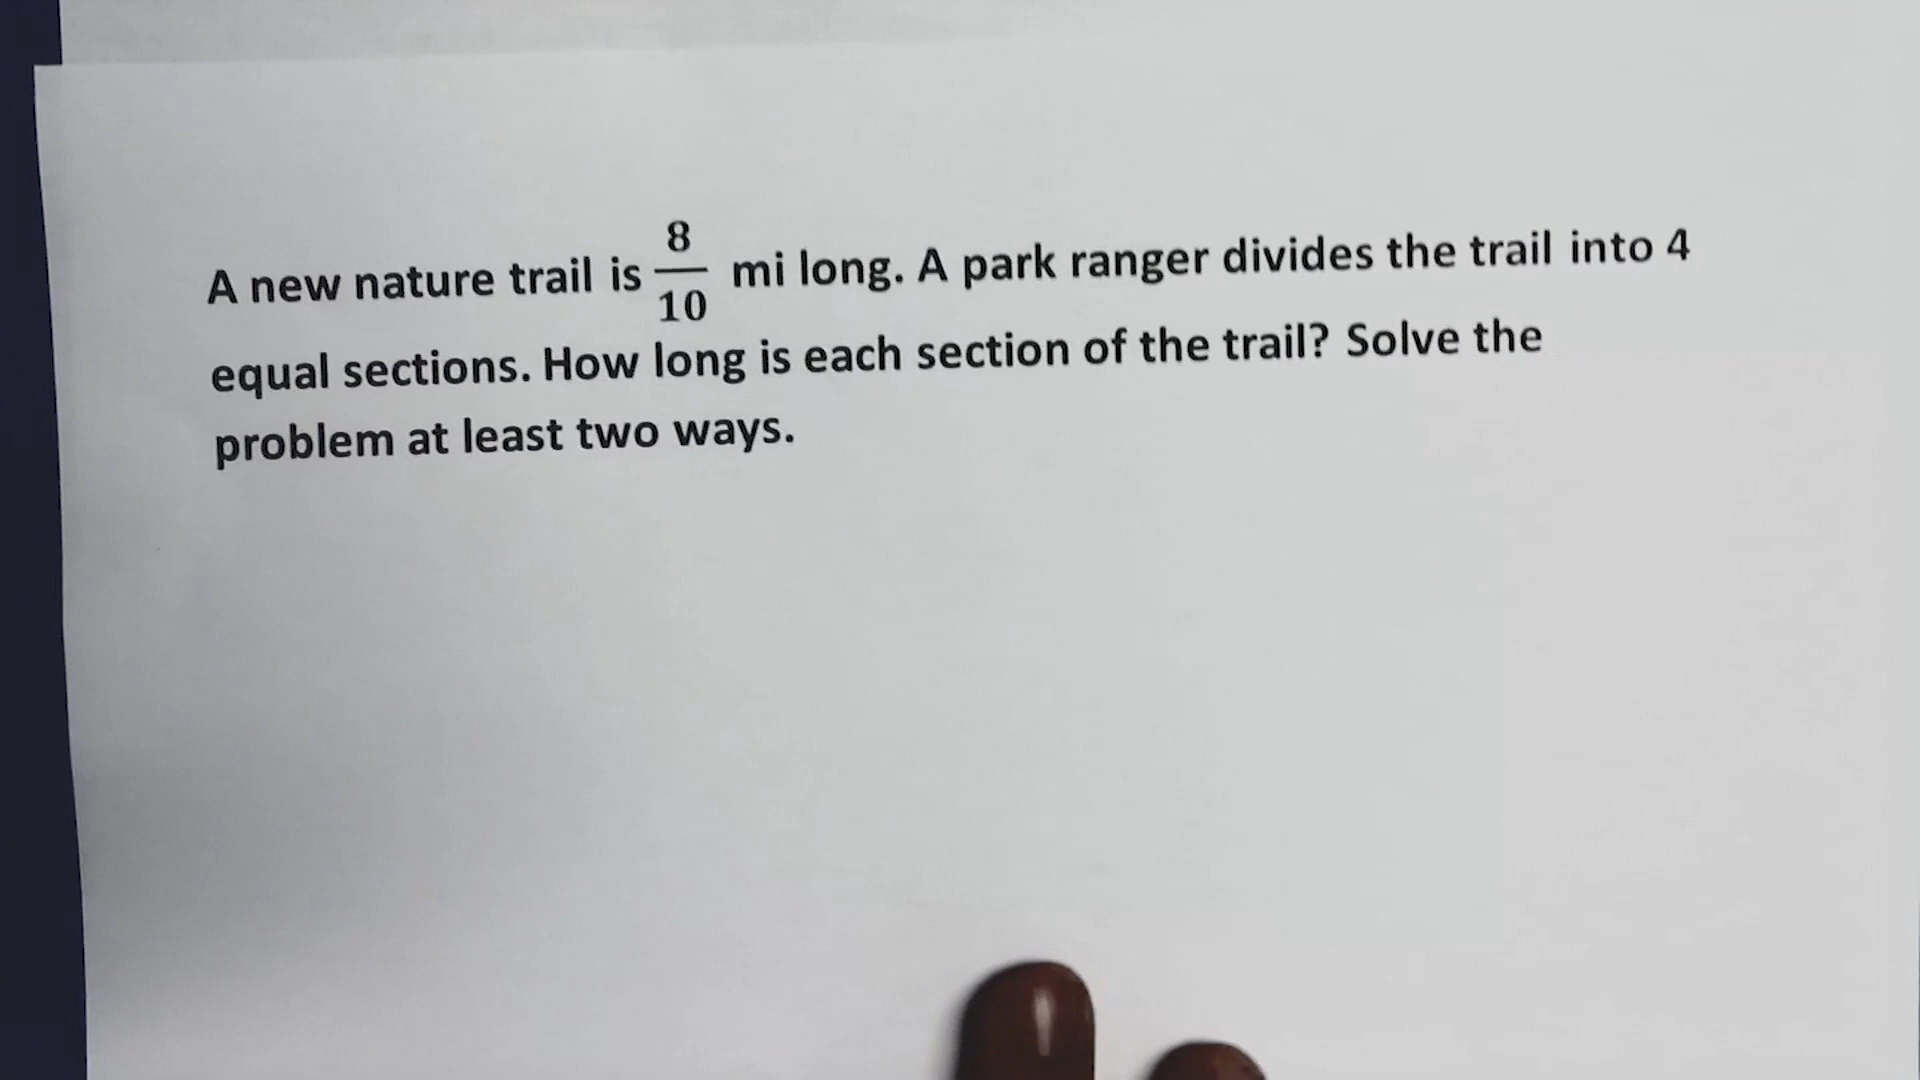 A new nature trail is 8/10 mi long. A park ranger divides the trail into 4
equal sections. How long is each section of the trail? Solve the
problem at least two ways.